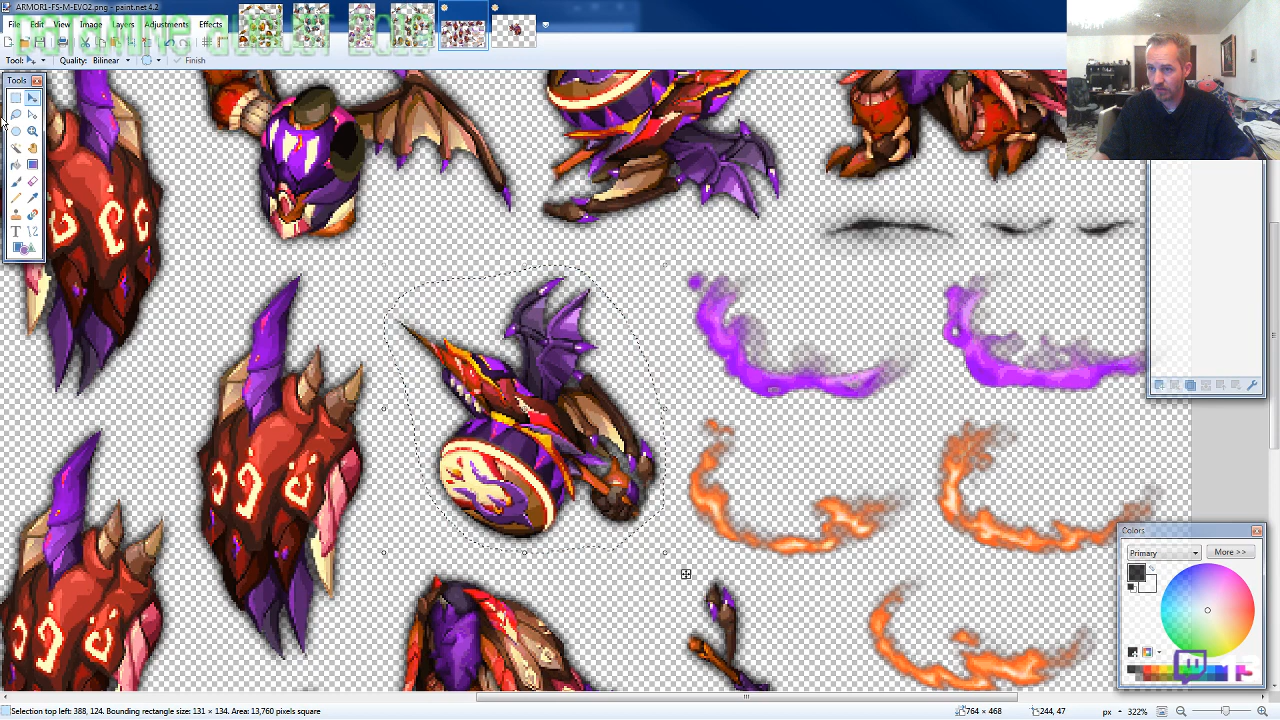 ARMORI-FS-M-EVO2.png - paint.net 4.2
File Edit View Image Layers Adjustments Effects
Tool: Quality: Bilinear Finish
Tools
Colors
Primary More >>
Selection top left: 388, 124. Bounding rectangle size: 131 × 134. Area: 13,760 pixels square
764 × 468 244, 47 px 322%